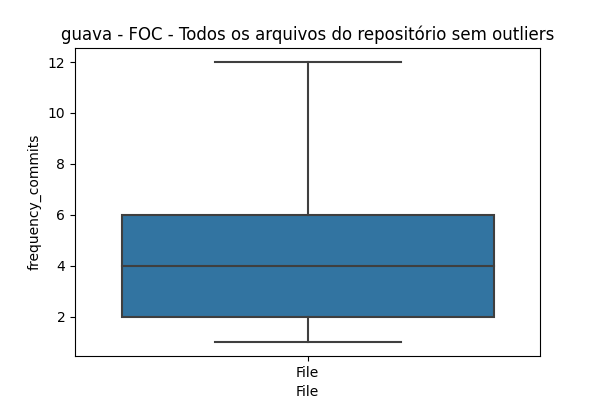 guava - FOC - Todos os arquivos do repositório sem outliers
12
10
8
6
4
2
frequency_commits
File
File